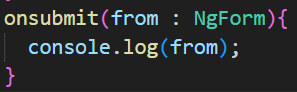 onsubmit(from : NgForm){
  console.log(from);
}